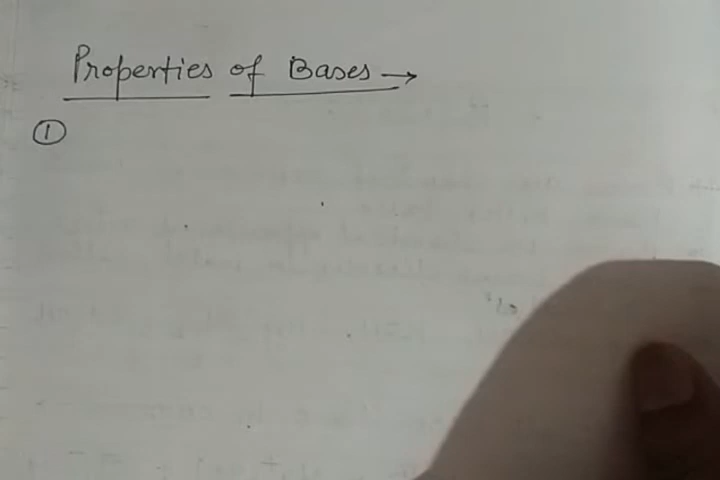 Properties of Bases →
①